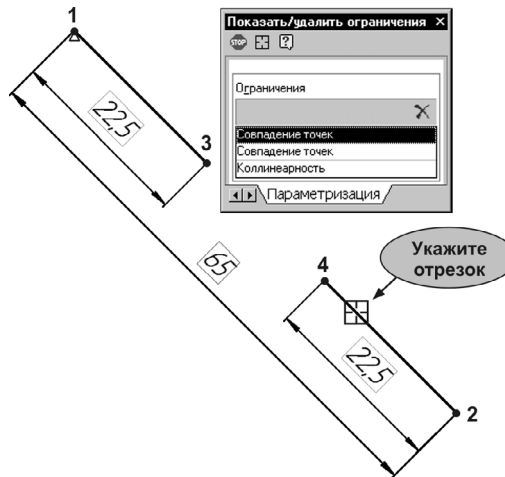 1
Показать/удалить ограничения
STOP
Ограничения
Совпадение точек
Совпадение точек
Коллинеарность
Параметризация
22,5
3
65
4
Укажите
отрезок
22,5
2